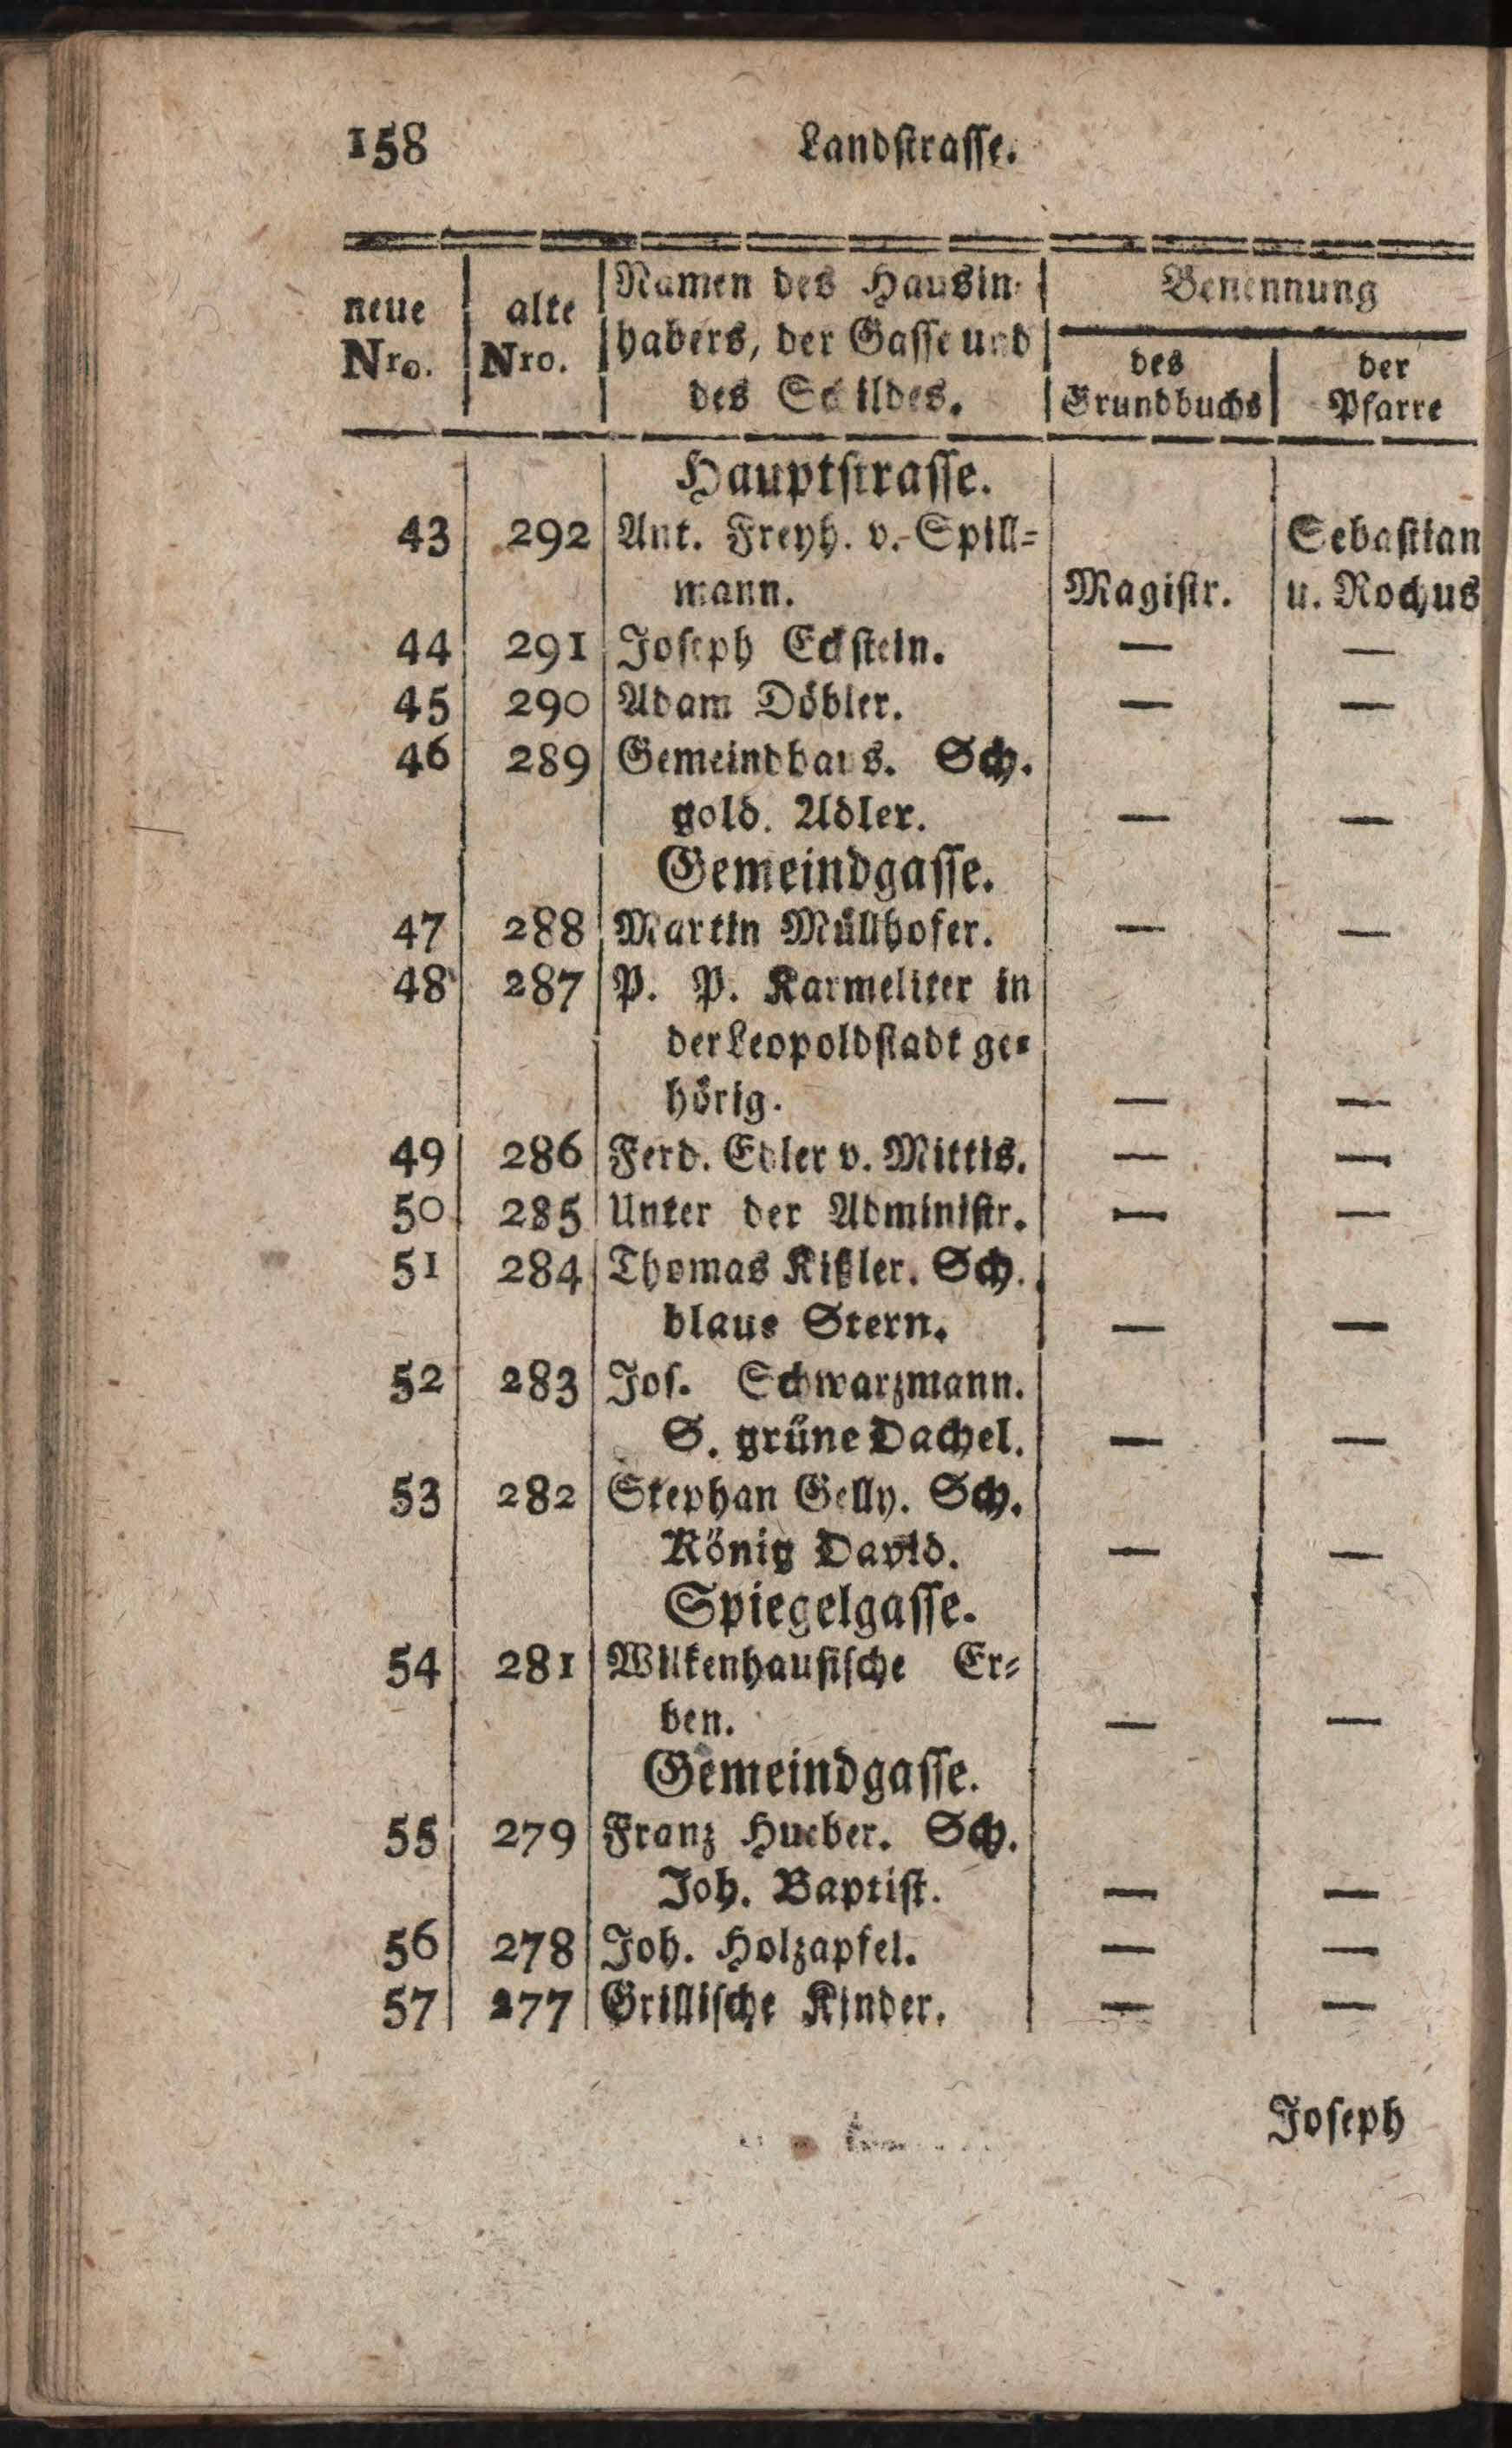 158 Landstrasse.
neue Nro. alte Nro. Namen des Hausin- Benennung
habers, der Gasse und
des Schildes. des Grundbuchs der Pfarre
Hauptstrasse.
43 292 Ant. Freyh. v. Spill= Sebastian
mann. Magistr. u. Rochus
44 291 Joseph Eckstein. — —
45 290 Adam Döbler. — —
46 289 Gemeindhaus. Sch.
gold. Adler. — —
Gemeindgasse.
47 288 Martin Müllhofer. — —
48 287 P. P. Karmeliter in
der Leopoldstadt ge=
hörig. — —
49 286 Ferd. Edler v. Mittis. — —
50 285 Unter der Administr. — —
51 284 Thomas Kißler. Sch.
blaue Stern. — —
52 283 Jos. Schwarzmann.
S. grüne Dachel. — —
53 282 Stephan Gelly. Sch.
König David. — —
Spiegelgasse.
54 281 Wilkenhausische Er=
ben. — —
Gemeindgasse.
55 279 Franz Hueber. Sch.
Joh. Baptist. — —
56 278 Joh. Holzapfel. — —
57 277 Grillische Kinder. — —
Joseph